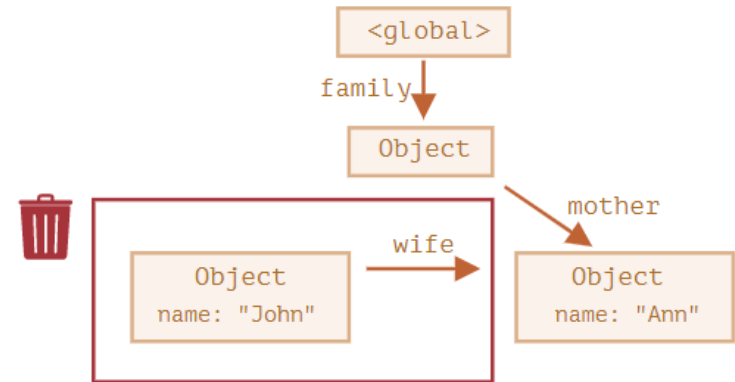 <global>
family
Object
mother
wife
Object
name: "John"
Object
name: "Ann"